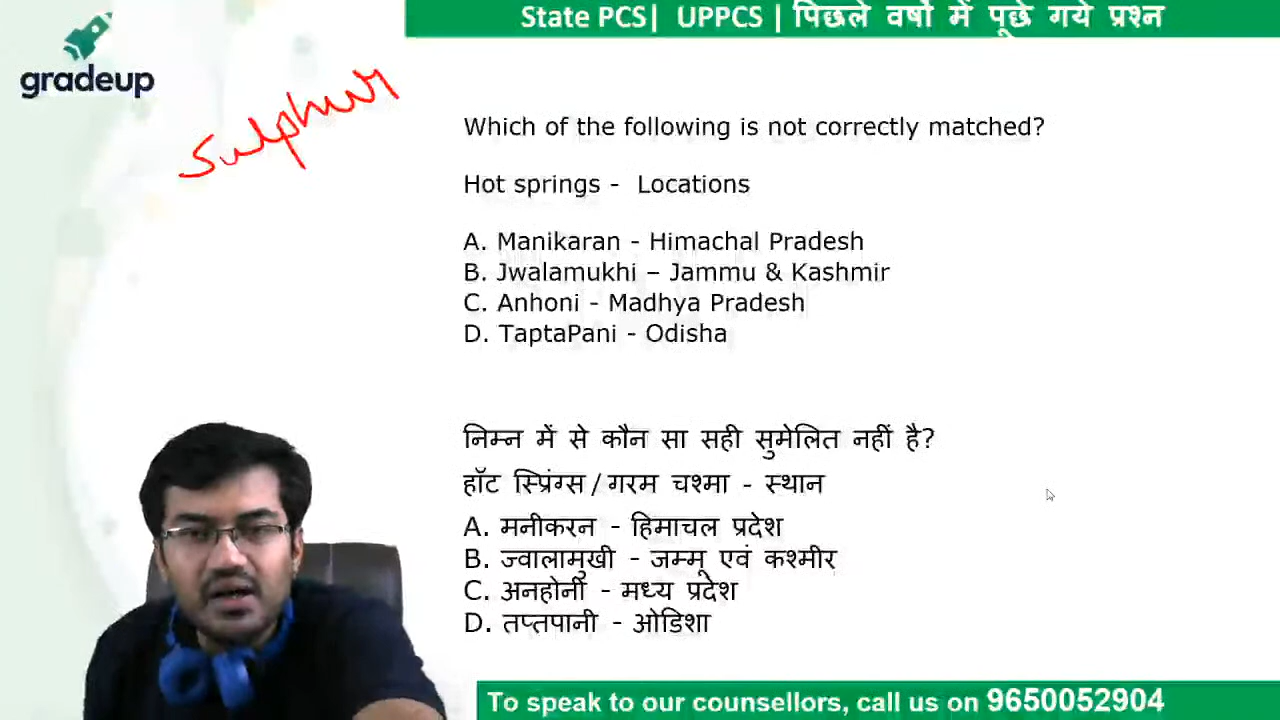 State PCS| UPPCS | पिछले वर्षो में पूछे गये प्रश्न
gradeup
Sulphur
Which of the following is not correctly matched?
Hot springs - Locations
A. Manikaran - Himachal Pradesh
B. Jwalamukhi – Jammu & Kashmir
C. Anhoni - Madhya Pradesh
D. TaptaPani - Odisha
निम्न में से कौन सा सही सुमेलित नहीं है?
हॉट स्प्रिंग्स / गरम चश्मा - स्थान
A. मनीकरन - हिमाचल प्रदेश
B. ज्वालामुखी - जम्मू एवं कश्मीर
C. अनहोनी - मध्य प्रदेश
D. तप्तपानी - ओडिशा
To speak to our counsellors, call us on 9650052904